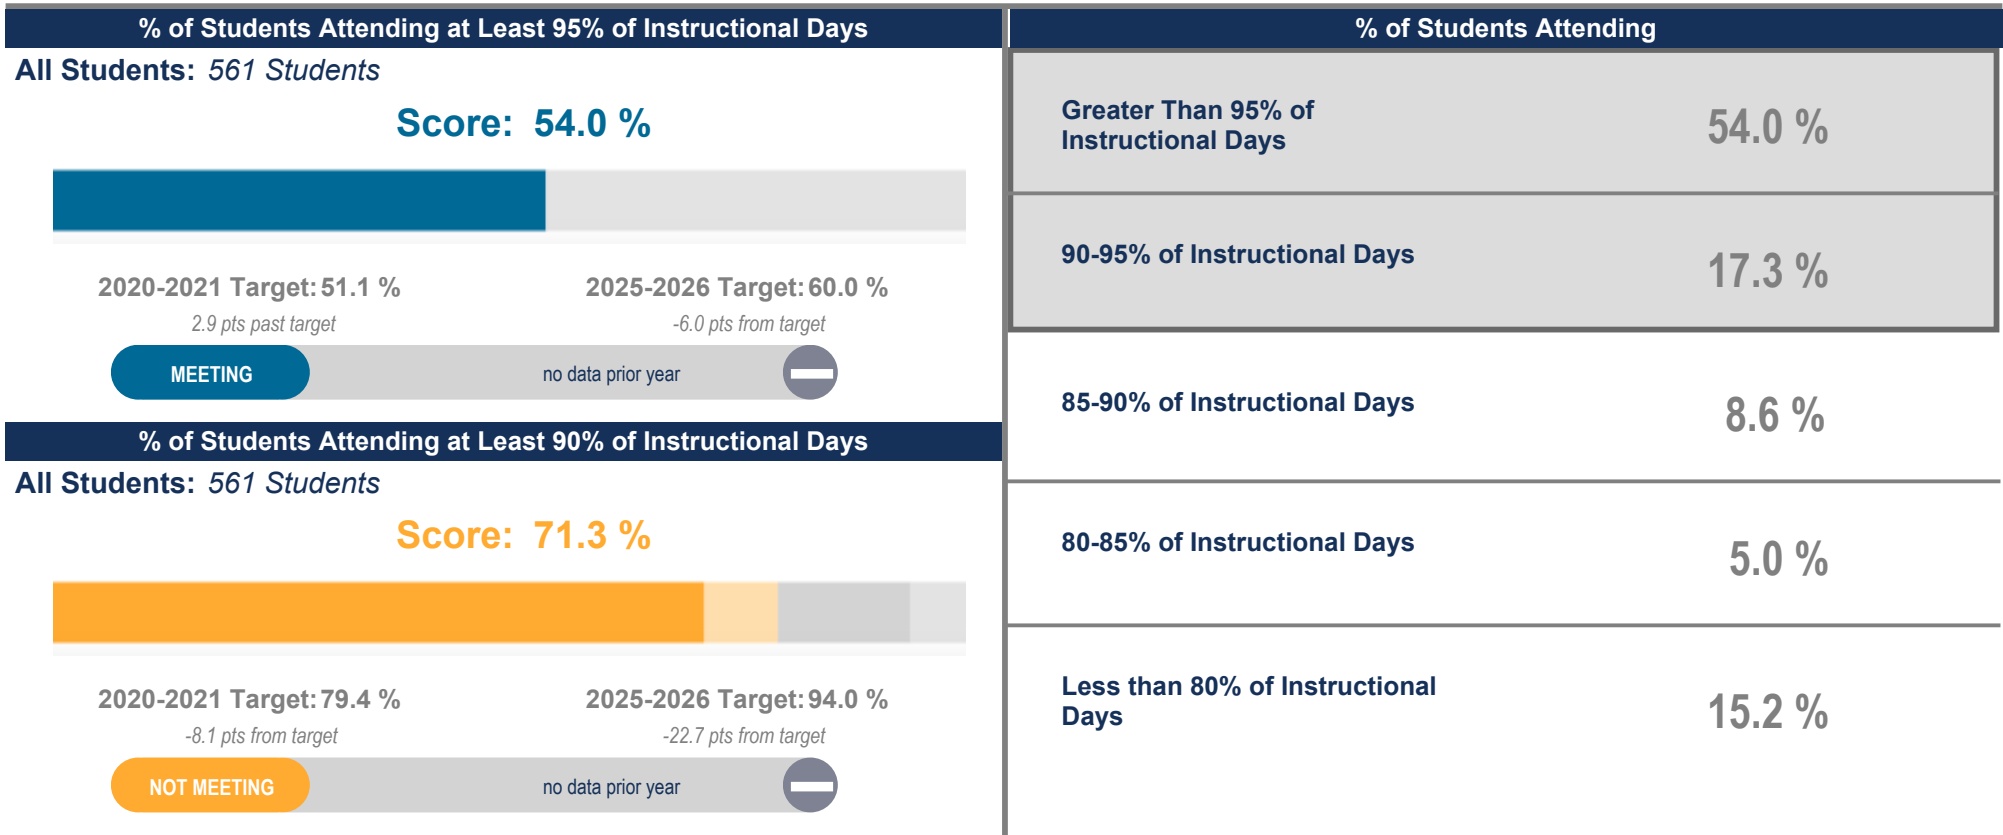 % of Students Attending at Least 95% of Instructional Days
All Students: 561 Students
Score: 54.0 %
2020-2021 Target: 51.1 %
2025-2026 Target: 60.0 %
2.9 pts past target
-6.0 pts from target
MEETING
no data prior year
% of Students Attending at Least 90% of Instructional Days
All Students: 561 Students
Score: 71.3 %
2020-2021 Target: 79.4 %
2025-2026 Target: 94.0 %
-8.1 pts from target
-22.7 pts from target
NOT MEETING
no data prior year
% of Students Attending
Greater Than 95% of
Instructional Days
54.0 %
90-95% of Instructional Days
17.3 %
85-90% of Instructional Days
8.6 %
80-85% of Instructional Days
5.0 %
Less than 80% of Instructional
Days
15.2 %